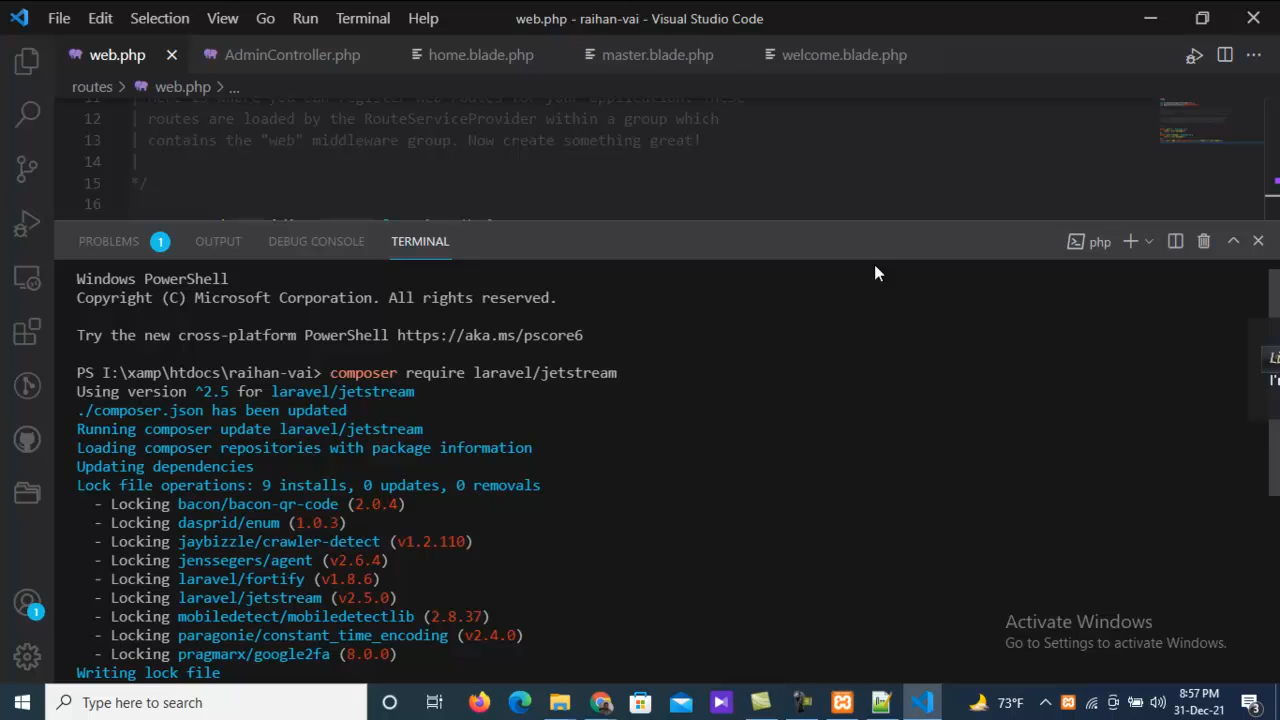 File Edit Selection View Go Run Terminal Help web.php - raihan-vai - Visual Studio Code
web.php AdminController.php home.blade.php master.blade.php welcome.blade.php
routes > web.php > ...
12 | routes are loaded by the RouteServiceProvider within a group which
13 | contains the "web" middleware group. Now create something great!
14 |
15 */
16
PROBLEMS 1 OUTPUT DEBUG CONSOLE TERMINAL php
Windows PowerShell
Copyright (C) Microsoft Corporation. All rights reserved.
Try the new cross-platform PowerShell https://aka.ms/pscore6
PS I:\xamp\htdocs\raihan-vai> composer require laravel/jetstream
Using version ^2.5 for laravel/jetstream
./composer.json has been updated
Running composer update laravel/jetstream
Loading composer repositories with package information
Updating dependencies
Lock file operations: 9 installs, 0 updates, 0 removals
- Locking bacon/bacon-qr-code (2.0.4)
- Locking dasprid/enum (1.0.3)
- Locking jaybizzle/crawler-detect (v1.2.110)
- Locking jenssegers/agent (v2.6.4)
- Locking laravel/fortify (v1.8.6)
- Locking laravel/jetstream (v2.5.0)
- Locking mobiledetect/mobiledetectlib (2.8.37)
- Locking paragonie/constant_time_encoding (v2.4.0)
- Locking pragmarx/google2fa (8.0.0)
Writing lock file
1
Activate Windows
Go to Settings to activate Windows.
Type here to search
73°F
8:57 PM
31-Dec-21
3